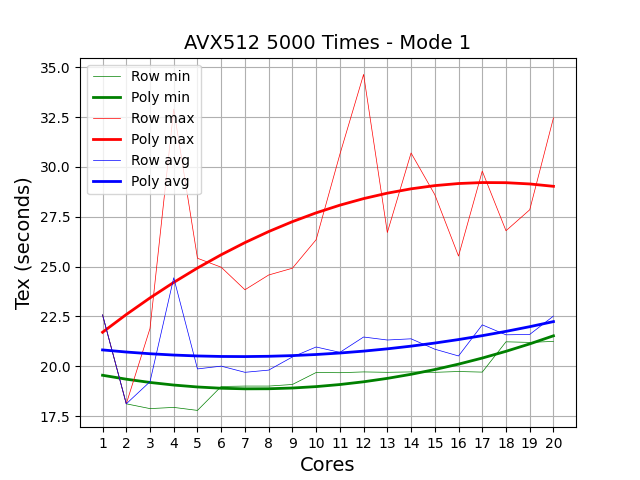 AVX512 5000 Times - Mode 1
35.0
32.5
30.0
27.5
25.0
22.5
20.0
17.5
Tex (seconds)
Row min
Poly min
Row max
Poly max
Row avg
Poly avg
1 2 3 4 5 6 7 8 9 10 11 12 13 14 15 16 17 18 19 20
Cores